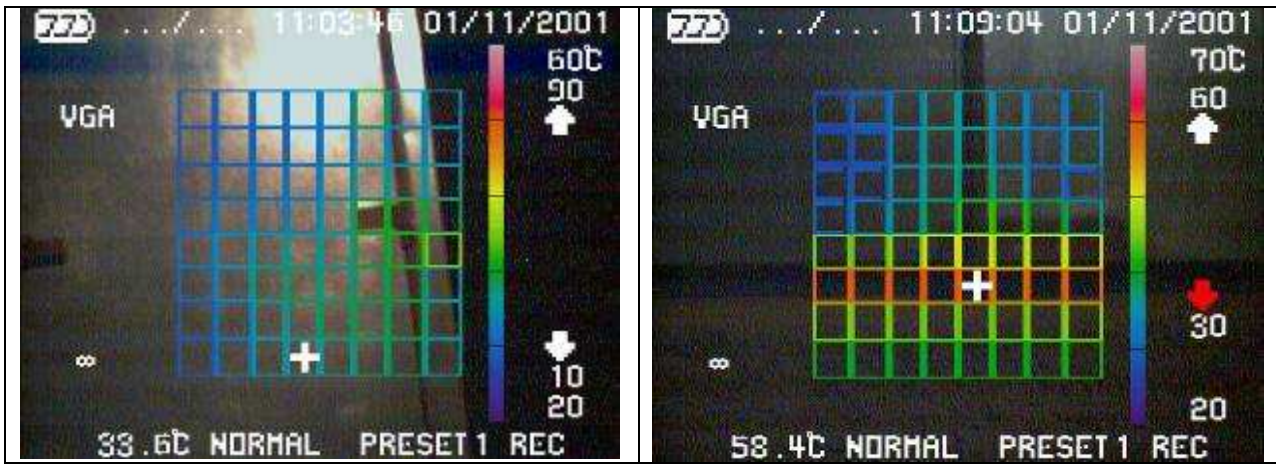 .../... 11:03:46 01/11/2001
60℃
90
VGA
∞
10
20
33.6℃ NORMAL PRESET1 REC
.../... 11:09:04 01/11/2001
70℃
60
VGA
30
∞
20
58.4℃ NORMAL PRESET1 REC